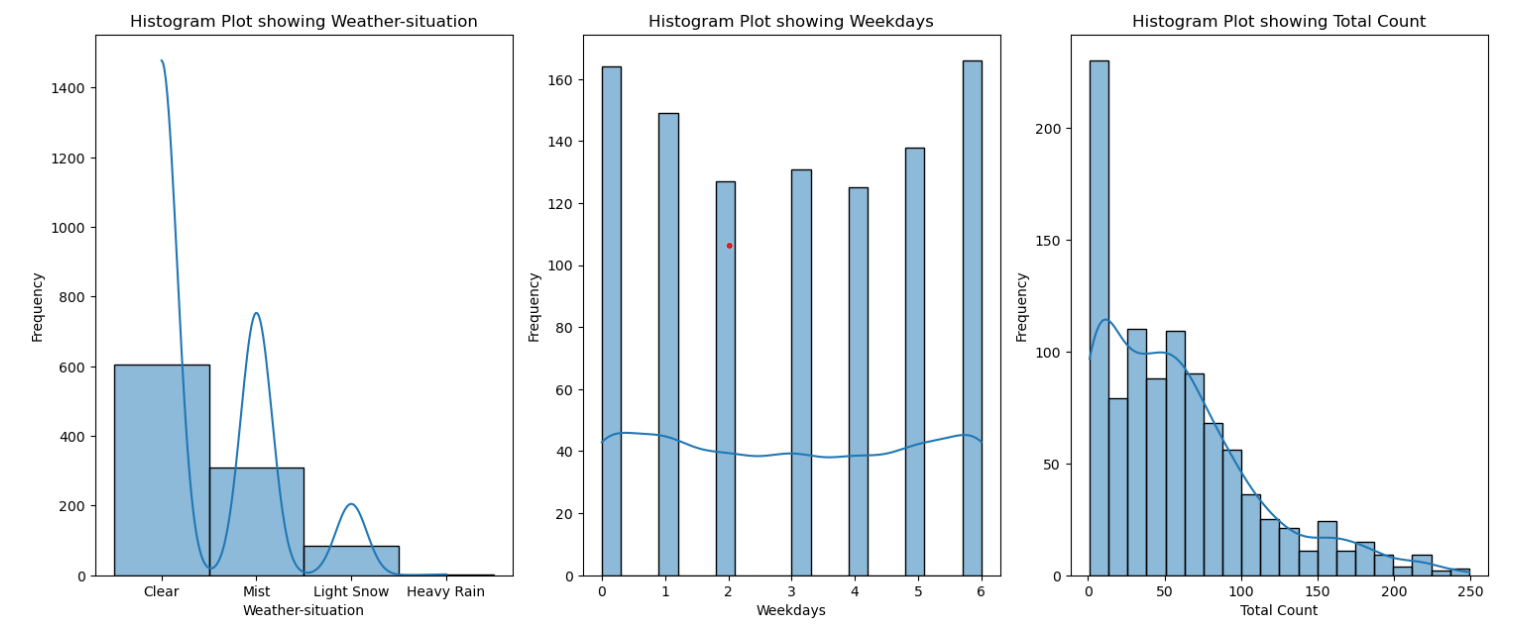 Histogram Plot showing Weather-situation
1400
1200
1000
800
600
400
200
0
Frequency
Clear Mist Light Snow Heavy Rain
Weather-situation
Histogram Plot showing Weekdays
160
140
120
100
80
60
40
20
0
Frequency
0 1 2 3 4 5 6
Weekdays
Histogram Plot showing Total Count
200
150
100
50
0
Frequency
0 50 100 150 200 250
Total Count